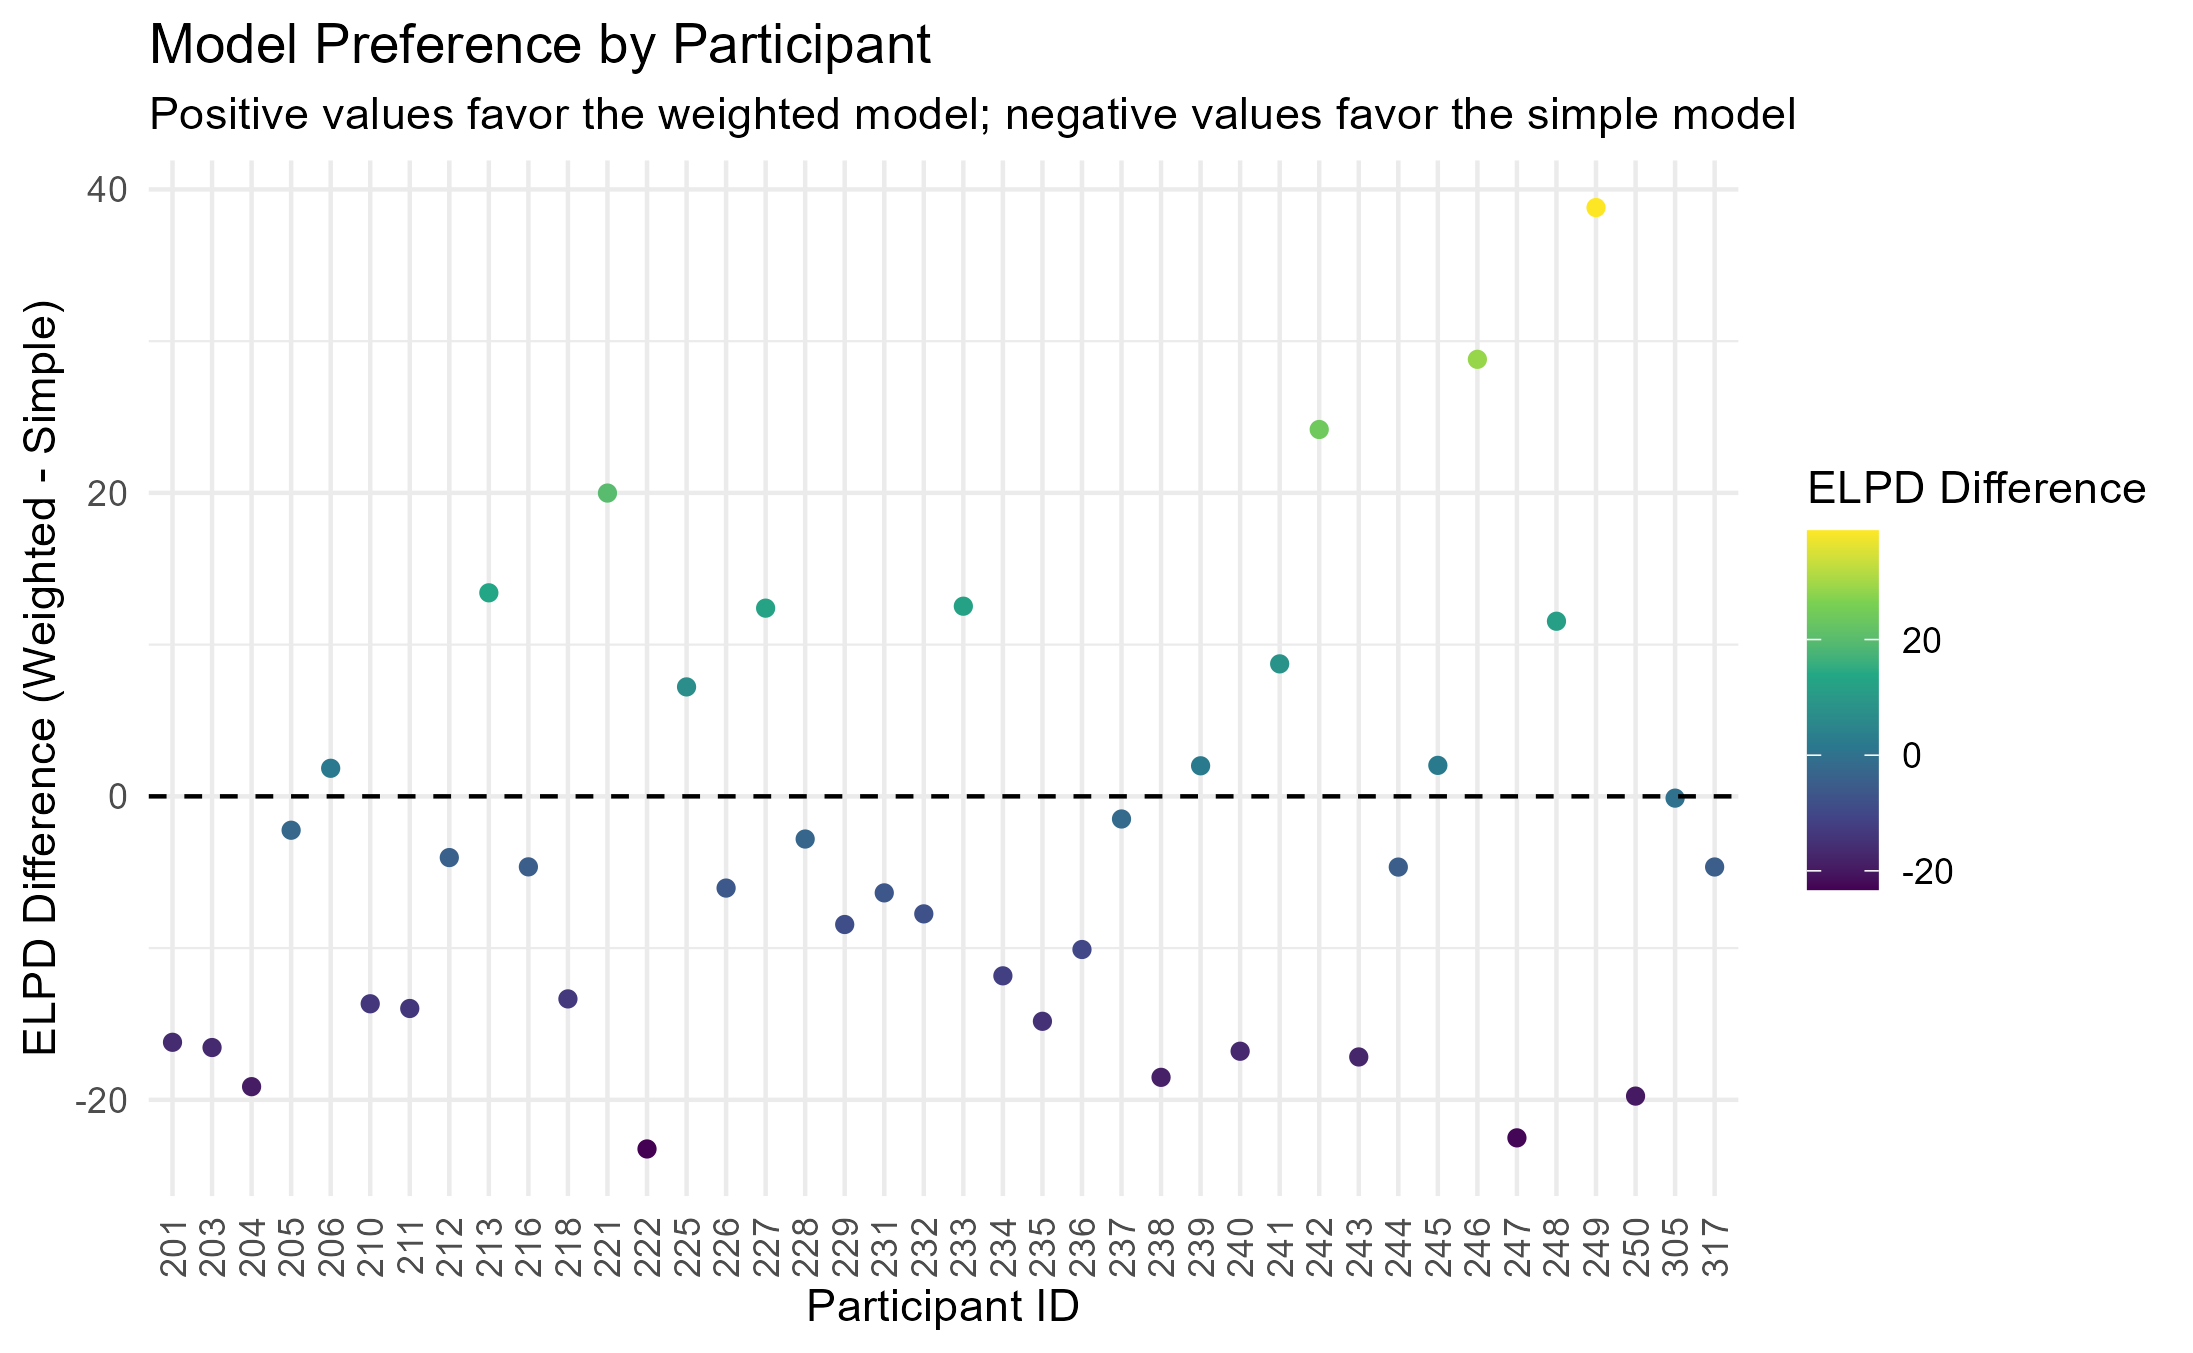 Model Preference by Participant
Positive values favor the weighted model; negative values favor the simple model
ELPD Difference (Weighted - Simple)
40
20
0
-20
201 203 204 205 206 210 211 212 213 216 218 221 222 225 226 227 228 229 231 232 233 234 235 236 237 238 239 240 241 242 243 244 245 246 247 248 249 250 305 317
Participant ID
ELPD Difference
20
0
-20